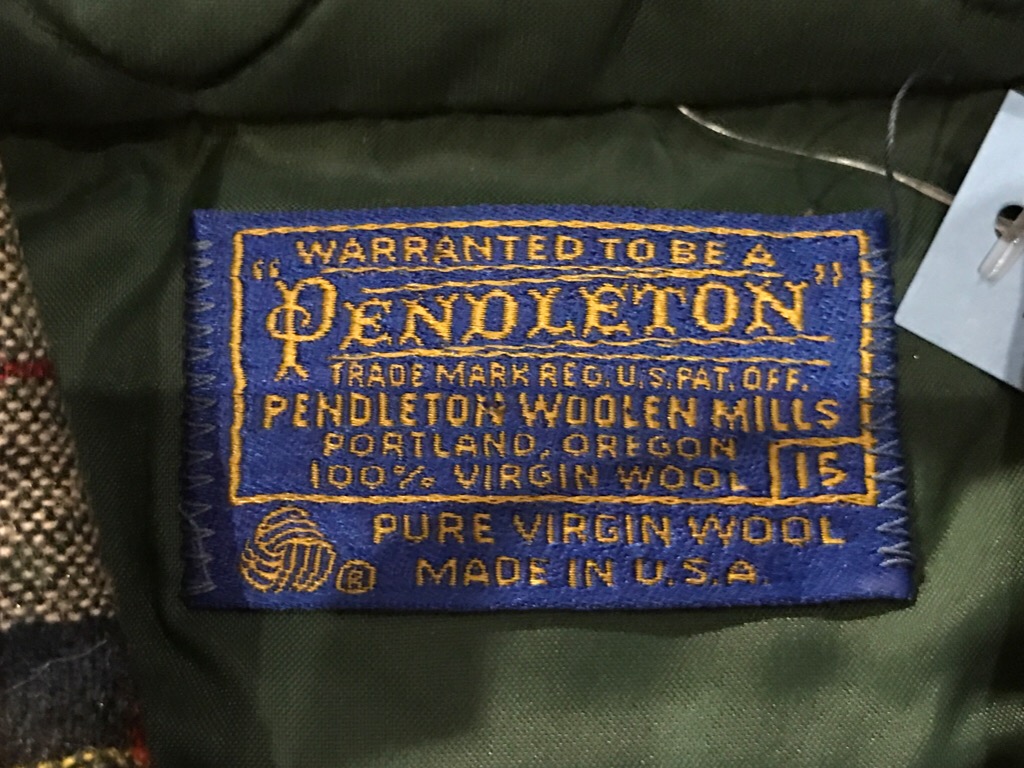 WARRANTED TO BE A
"PENDLETON"
TRADE MARK REG. U.S. PAT. OFF.
PENDLETON WOOLEN MILLS
PORTLAND, OREGON
100% VIRGIN WOOL 15
PURE VIRGIN WOOL
® MADE IN U.S.A.